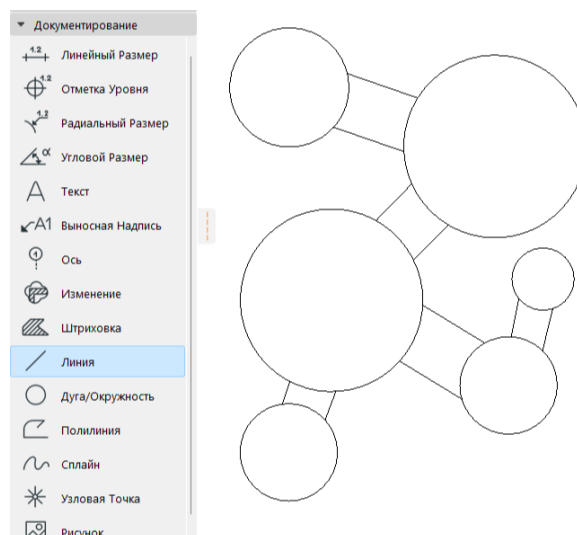 Документирование
1.2 Линейный Размер
1.2 Отметка Уровня
1.2 Радиальный Размер
α Угловой Размер
A Текст
A1 Выносная Надпись
1 Ось
Изменение
Штриховка
Линия
Дуга/Окружность
Полилиния
Сплайн
Узловая Точка
Рисунок